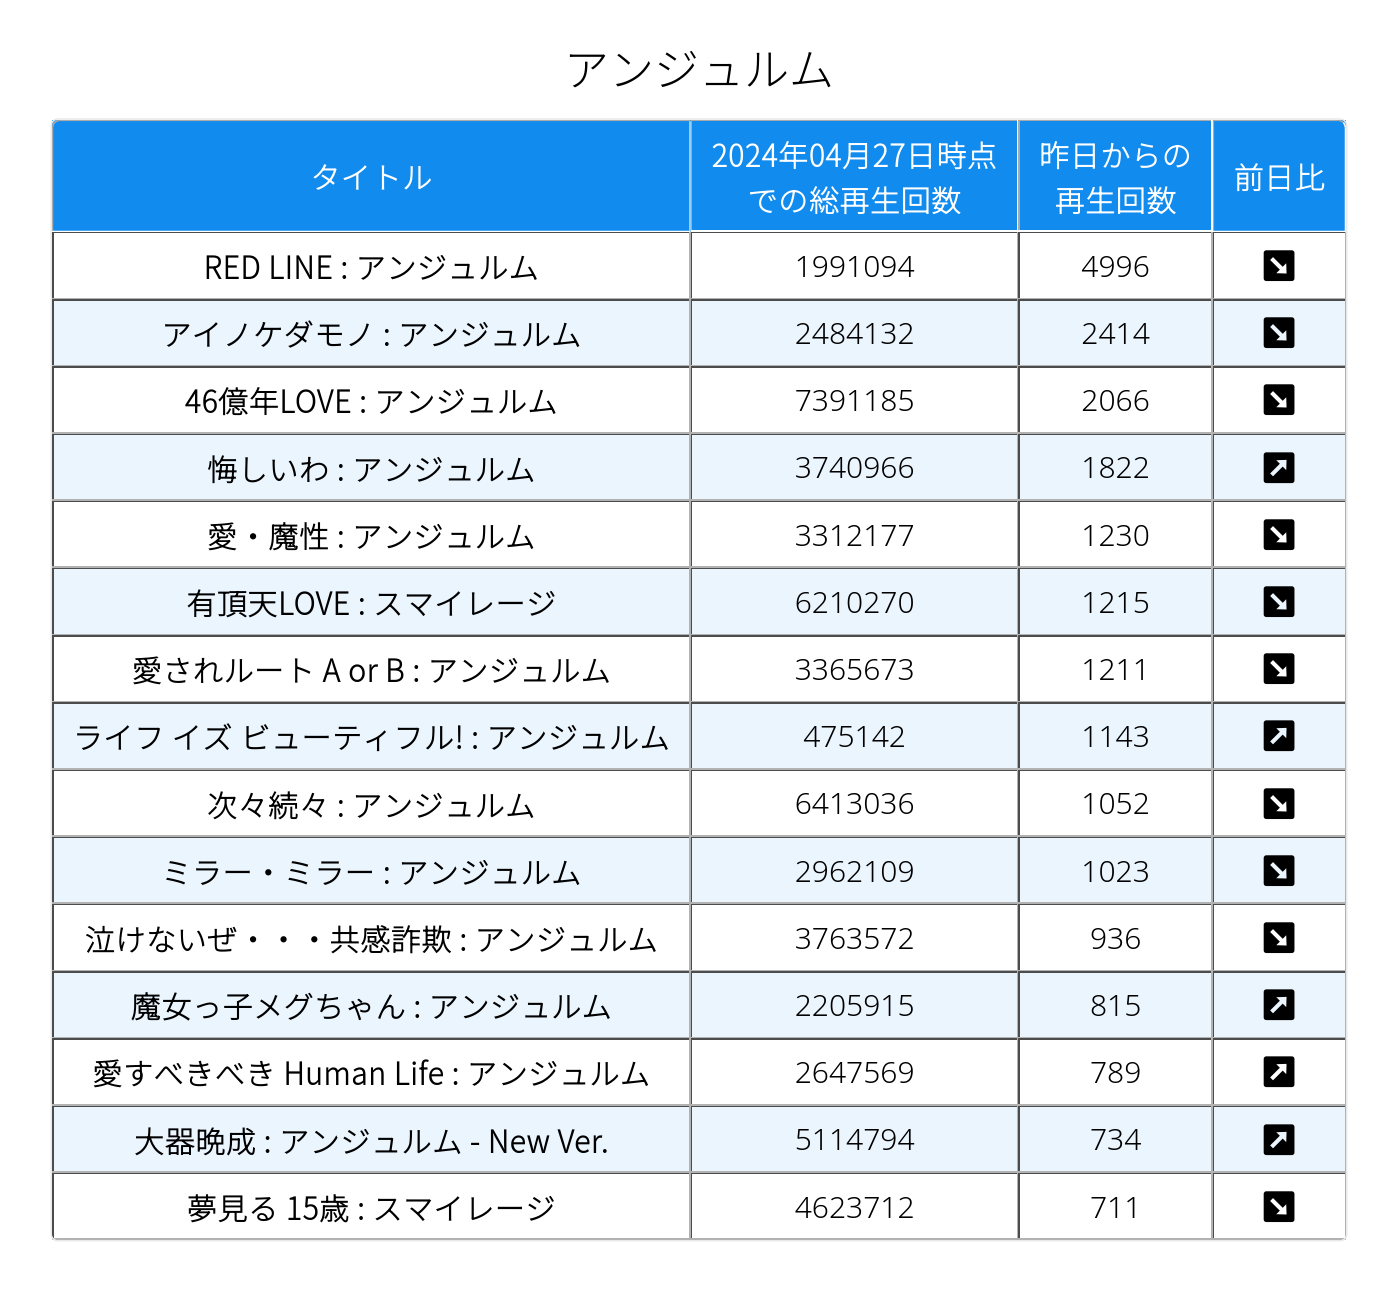 アンジュルム
タイトル 2024年04月27日時点での総再生回数 昨日からの再生回数 前日比
RED LINE : アンジュルム 1991094 4996 ↘
アイノケダモノ : アンジュルム 2484132 2414 ↘
46億年LOVE : アンジュルム 7391185 2066 ↘
悔しいわ : アンジュルム 3740966 1822 ↗
愛・魔性 : アンジュルム 3312177 1230 ↘
有頂天LOVE : スマイレージ 6210270 1215 ↘
愛されルート A or B : アンジュルム 3365673 1211 ↘
ライフ イズ ビューティフル! : アンジュルム 475142 1143 ↗
次々続々 : アンジュルム 6413036 1052 ↘
ミラー・ミラー : アンジュルム 2962109 1023 ↘
泣けないぜ・・・共感詐欺 : アンジュルム 3763572 936 ↘
魔女っ子メグちゃん : アンジュルム 2205915 815 ↗
愛すべきべき Human Life : アンジュルム 2647569 789 ↗
大器晩成 : アンジュルム - New Ver. 5114794 734 ↗
夢見る 15歳 : スマイレージ 4623712 711 ↘